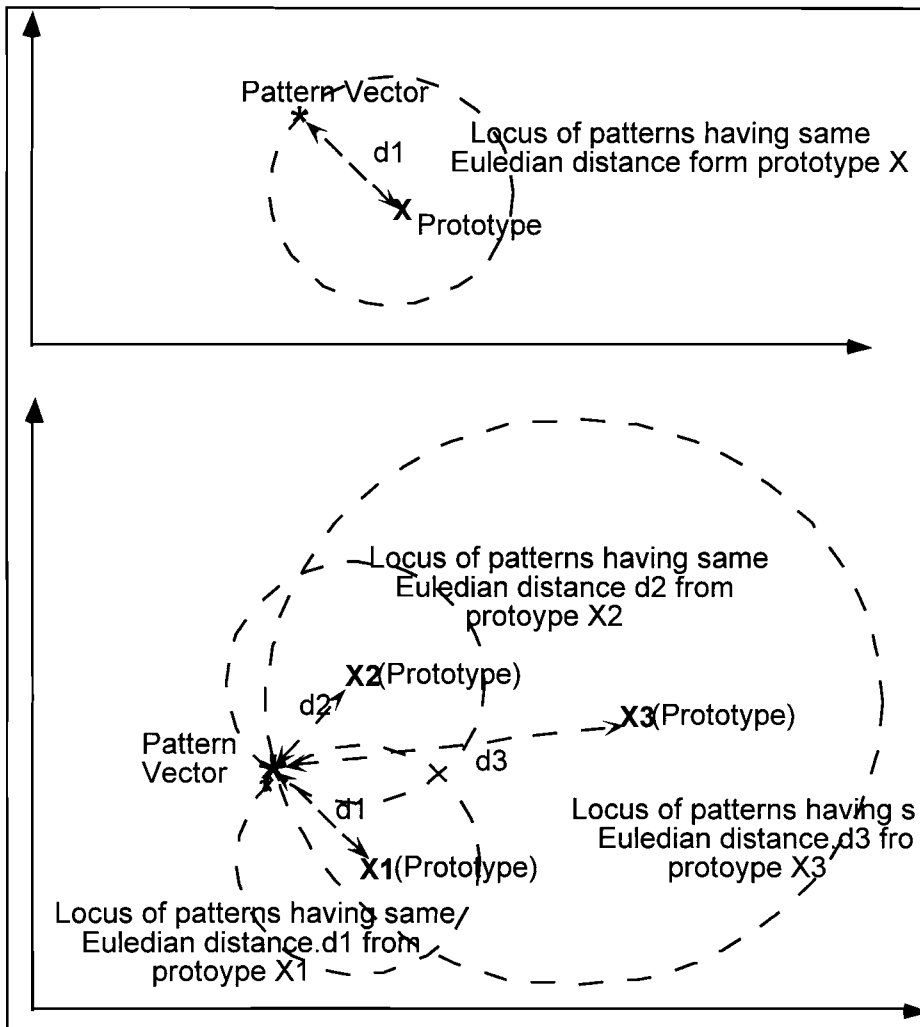 Pattern Vector
d1
Locus of patterns having same
Euledian distance form prototype X
X
Prototype
Locus of patterns having same
Euledian distance d2 from
protoype X2
X2(Prototype)
d2
X3(Prototype)
Pattern
Vector
d3
d1
X1(Prototype)
Locus of patterns having s
Euledian distance.d3 fro
protoype X3
Locus of patterns having same
Euledian distance.d1 from
protoype X1